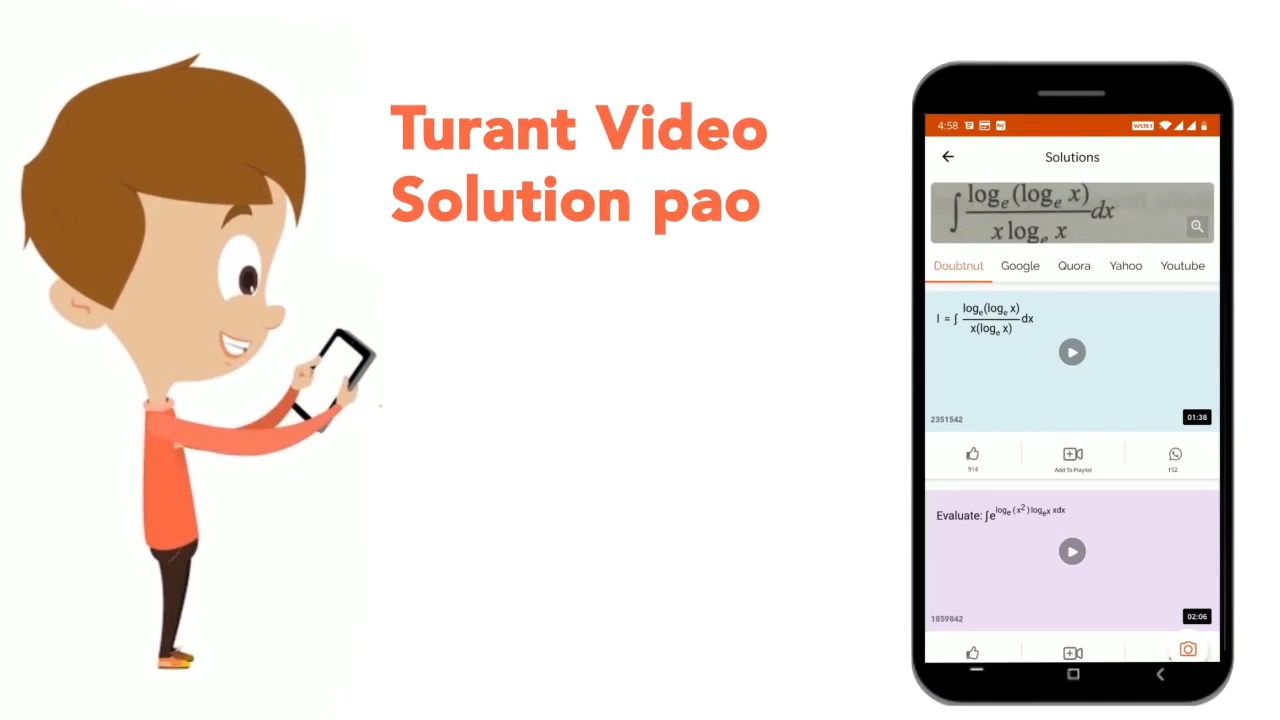 Turant Video
Solution pao
4:58
VoLTE1
Solutions
∫ logₑ(logₑ x) / x logₑ x dx
Doubtnut Google Quora Yahoo Youtube
I = ∫ logₑ(logₑ x) / x(logₑ x) dx
2351542
01:38
914
Add To Playlist
152
Evaluate: ∫e^logₑ(x²)logₑx xdx
1859842
02:06